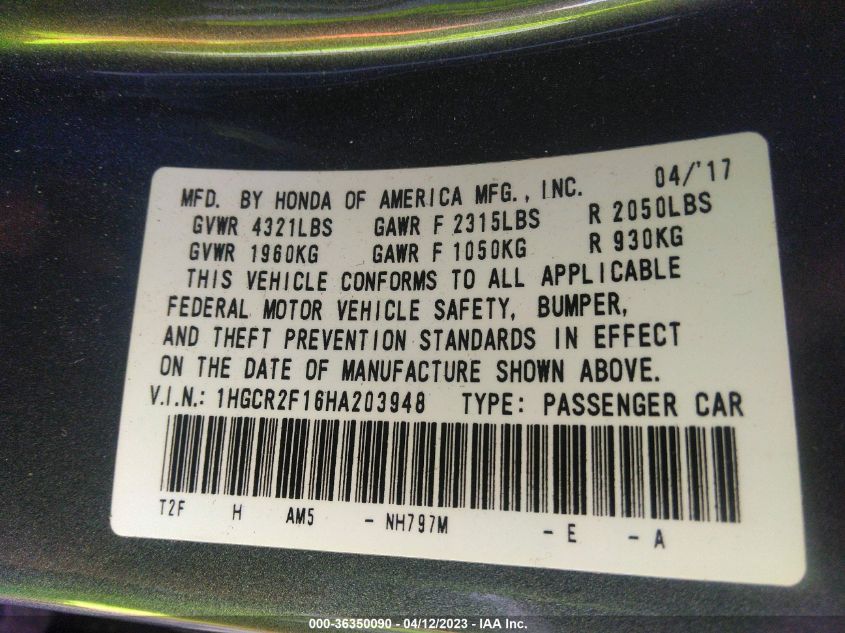 MFD. BY HONDA OF AMERICA MFG., INC. 04/'17
GVWR 4321LBS GAWR F 2315LBS R 2050LBS
GVWR 1960KG GAWR F 1050KG R 930KG
THIS VEHICLE CONFORMS TO ALL APPLICABLE
FEDERAL MOTOR VEHICLE SAFETY, BUMPER,
AND THEFT PREVENTION STANDARDS IN EFFECT
ON THE DATE OF MANUFACTURE SHOWN ABOVE.
V.I.N.: 1HGCR2F16HA203948 TYPE: PASSENGER CAR
T2F H AM5 - NH797M - E - A
000-36350090 - 04/12/2023 - IAA Inc.